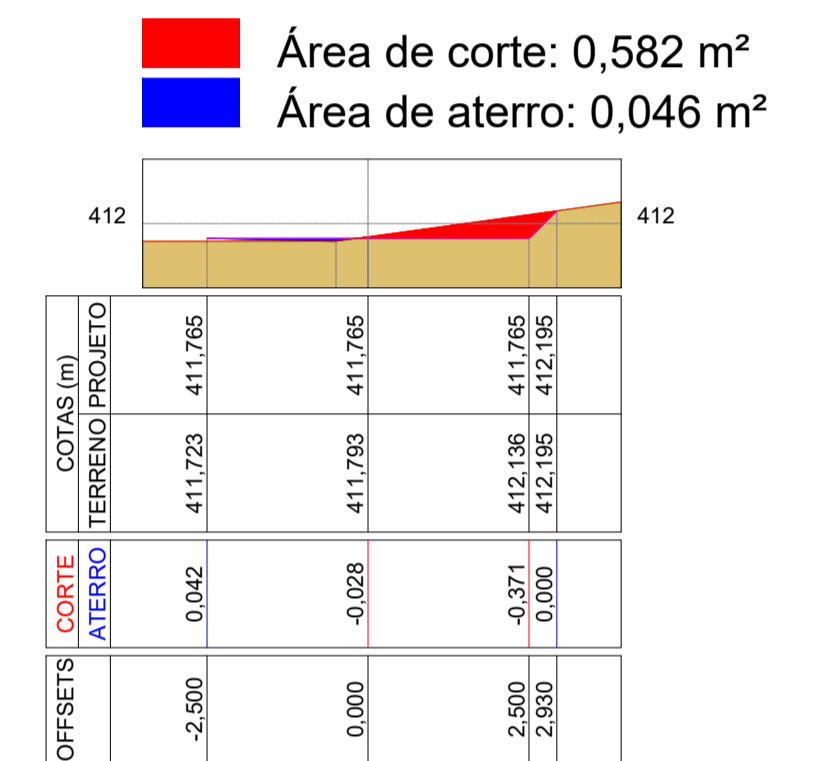 Área de corte: 0,582 m²
Área de aterro: 0,046 m²
412
412
COTAS (m)
PROJETO
411,765
411,765
411,765
412,195
TERRENO
411,723
411,793
412,136
412,195
CORTE
ATERRO
0,042
-0,028
-0,371
0,000
OFFSETS
-2,500
0,000
2,500
2,930